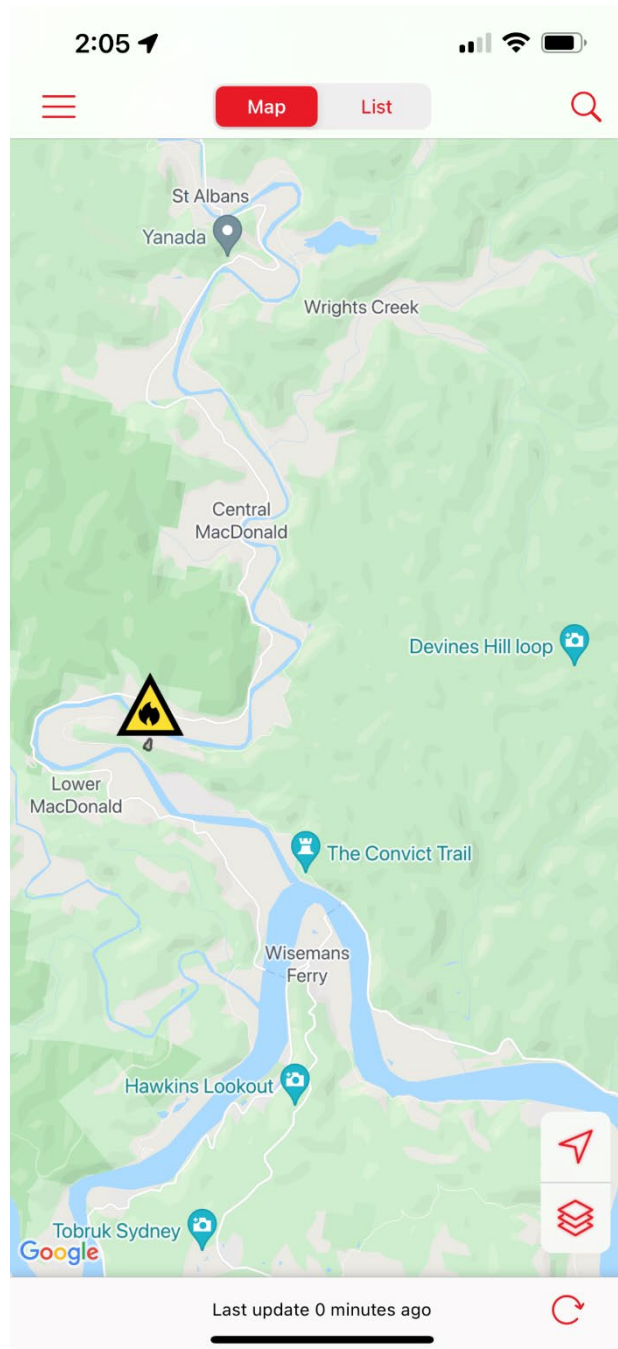 2:05
Map
List
St Albans
Yanada
Wrights Creek
Central
MacDonald
Devines Hill loop
Lower
MacDonald
The Convict Trail
Wisemans
Ferry
Hawkins Lookout
Tobruk Sydney
Google
Last update 0 minutes ago